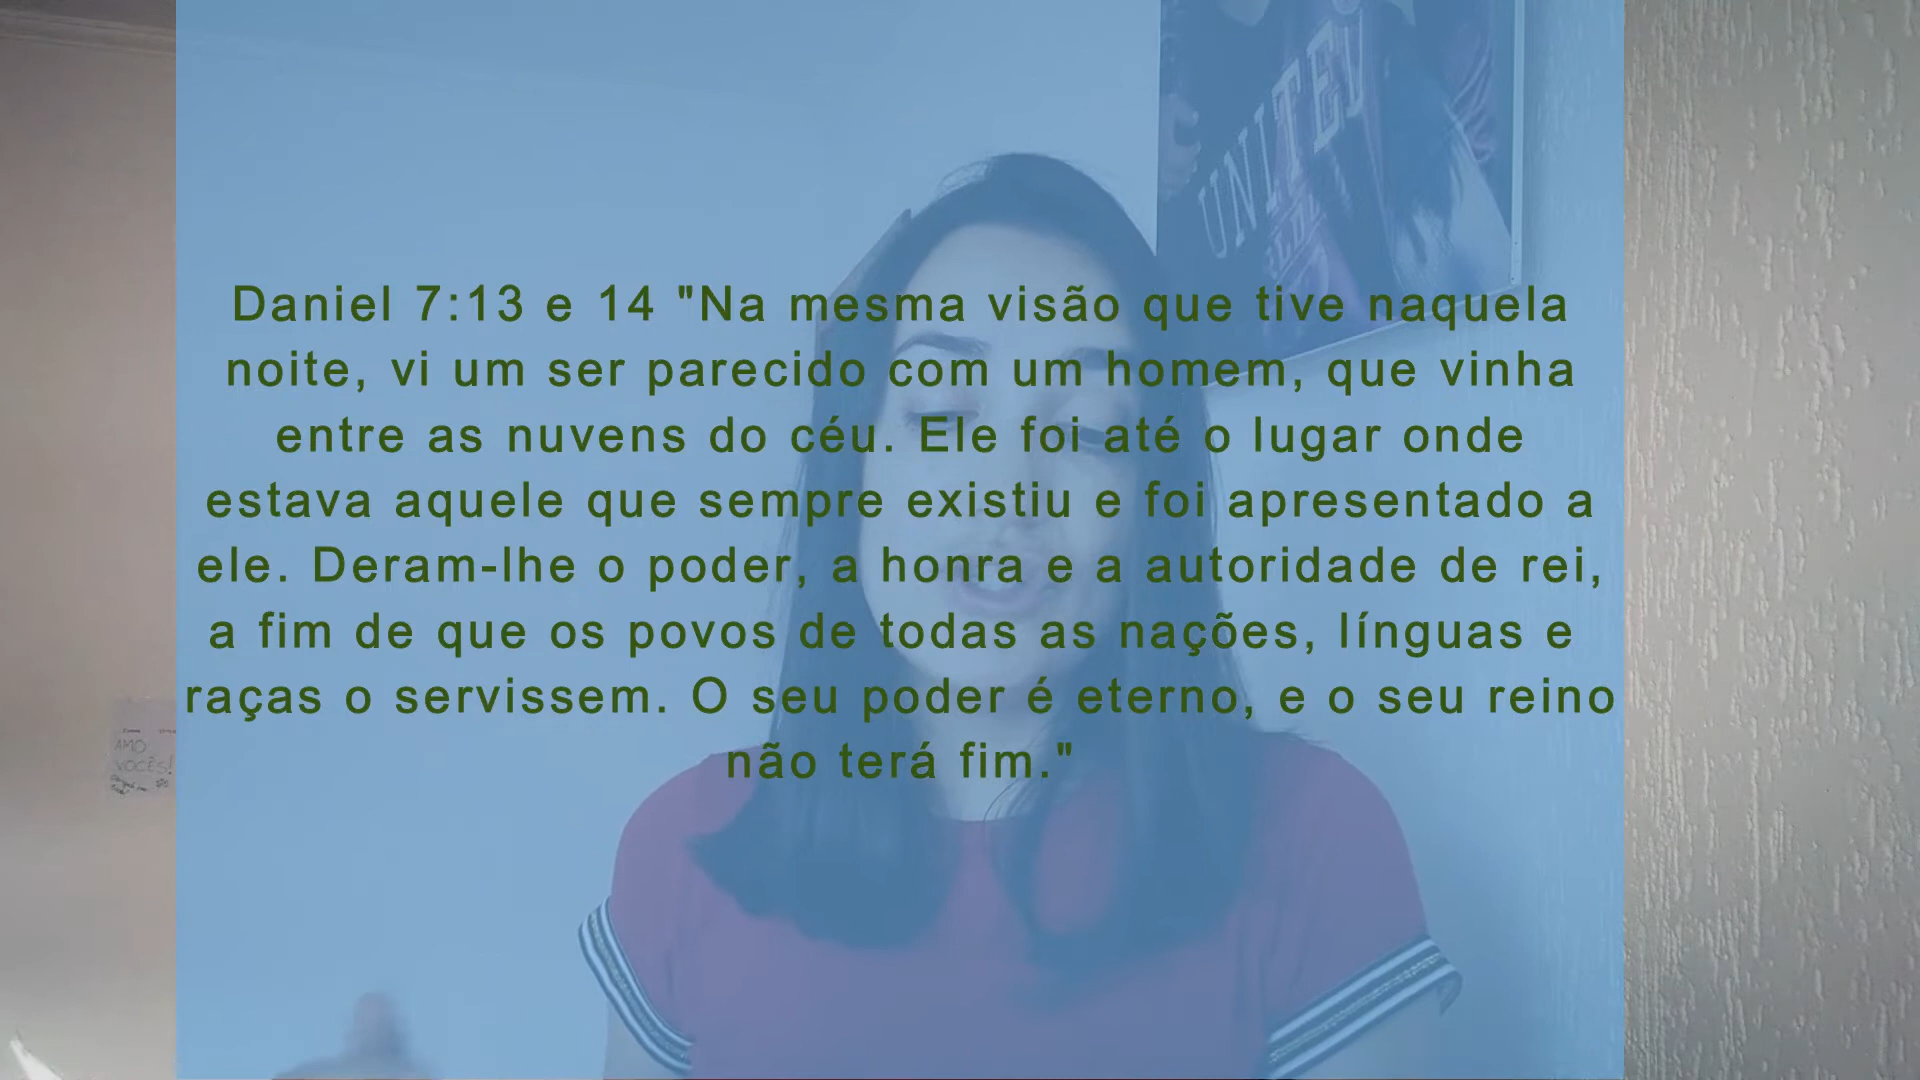 UNITED
Daniel 7:13 e 14 "Na mesma visão que tive naquela
noite, vi um ser parecido com um homem, que vinha
entre as nuvens do céu. Ele foi até o lugar onde
estava aquele que sempre existiu e foi apresentado a
ele. Deram-lhe o poder, a honra e a autoridade de rei,
a fim de que os povos de todas as nações, línguas e
raças o servissem. O seu poder é eterno, e o seu reino
não terá fim."
AMO
VOCÊS!